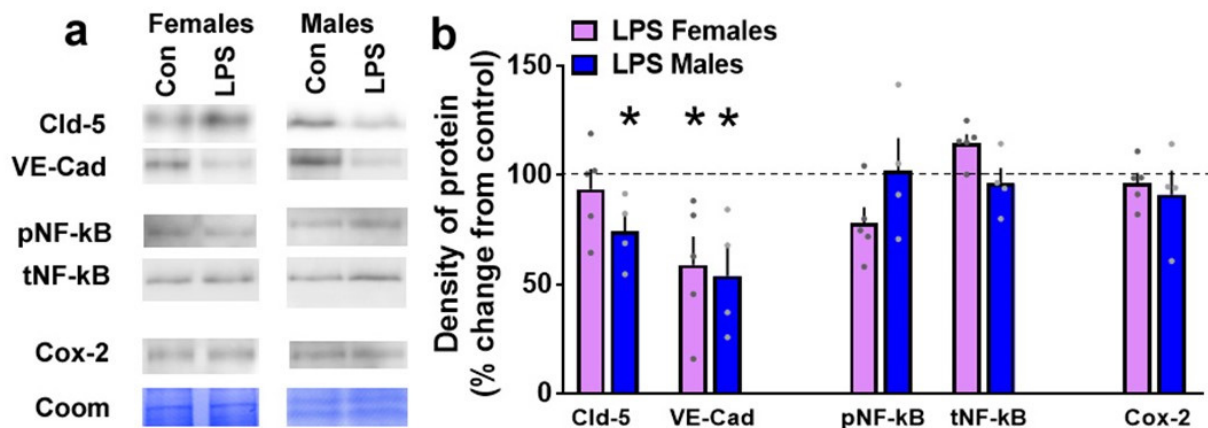 a
Females Males
Con LPS Con LPS
Cld-5
VE-Cad
pNF-kB
tNF-kB
Cox-2
Coom
b
LPS Females
LPS Males
Density of protein
(% change from control)
150
100
50
0
* * *
Cld-5 VE-Cad pNF-kB tNF-kB Cox-2